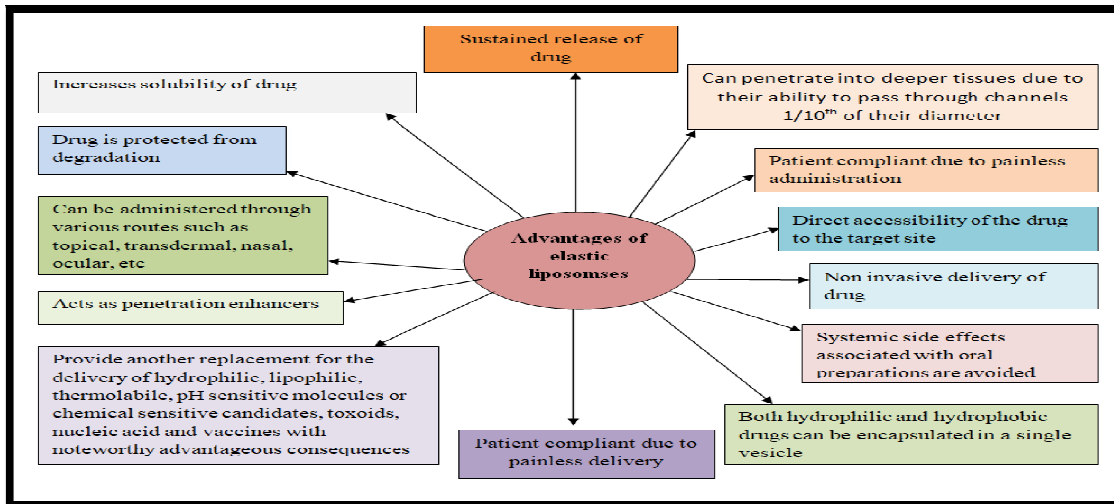 Sustained release of
drug
Increases solubility of drug
Can penetrate into deeper tissues due to
their ability to pass through channels
1/10th of their diameter
Drug is protected from
degradation
Patient compliant due to painless
administration
Can be administered through
various routes such as
topical, transdermal, nasal,
ocular, etc
Direct accessibility of the drug
to the target site
Advantages of
elastic
liposomses
Non invasive delivery of
drug
Acts as penetration enhancers
Systemic side effects
associated with oral
preparations are avoided
Provide another replacement for the
delivery of hydrophilic, lipophilic,
thermolabile, pH sensitive molecules or
chemical sensitive candidates, toxoids,
nucleic acid and vaccines with
noteworthy advantageous consequences
Both hydrophilic and hydrophobic
drugs can be encapsulated in a single
vesicle
Patient compliant due to
painless delivery